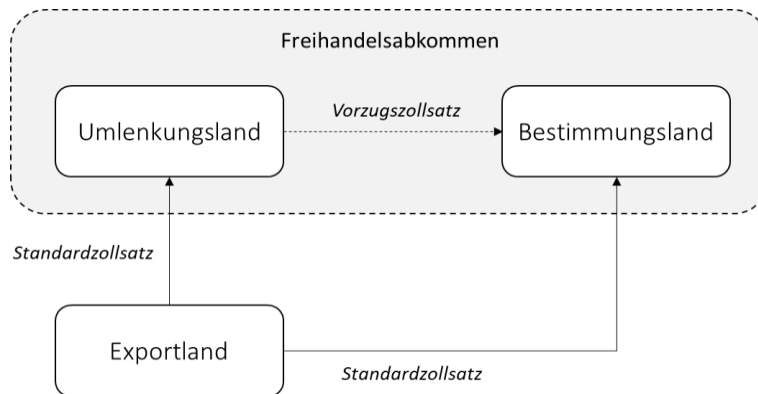 Freihandelsabkommen
Vorzugszollsatz
Umlenkungsland
Bestimmungsland
Standardzollsatz
Exportland
Standardzollsatz